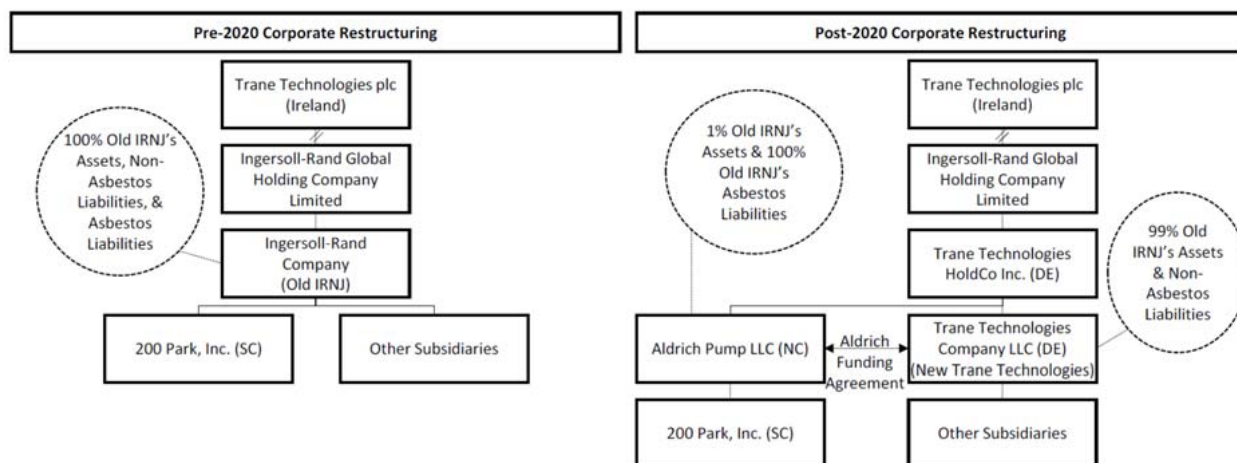 Pre-2020 Corporate Restructuring
Trane Technologies plc
(Ireland)
100% Old IRNJ's
Assets, Non-
Asbestos
Liabilities, &
Asbestos
Liabilities
Ingersoll-Rand Global
Holding Company
Limited
Ingersoll-Rand
Company
(Old IRNJ)
200 Park, Inc. (SC)
Other Subsidiaries
Post-2020 Corporate Restructuring
Trane Technologies plc
(Ireland)
1% Old IRNJ's
Assets & 100%
Old IRNJ's
Asbestos
Liabilities
Ingersoll-Rand Global
Holding Company
Limited
Trane Technologies
HoldCo Inc. (DE)
99% Old
IRNJ's Assets
& Non-
Asbestos
Liabilities
Aldrich Pump LLC (NC)
Aldrich
Funding
Agreement
Trane Technologies
Company LLC (DE)
(New Trane Technologies)
200 Park, Inc. (SC)
Other Subsidiaries